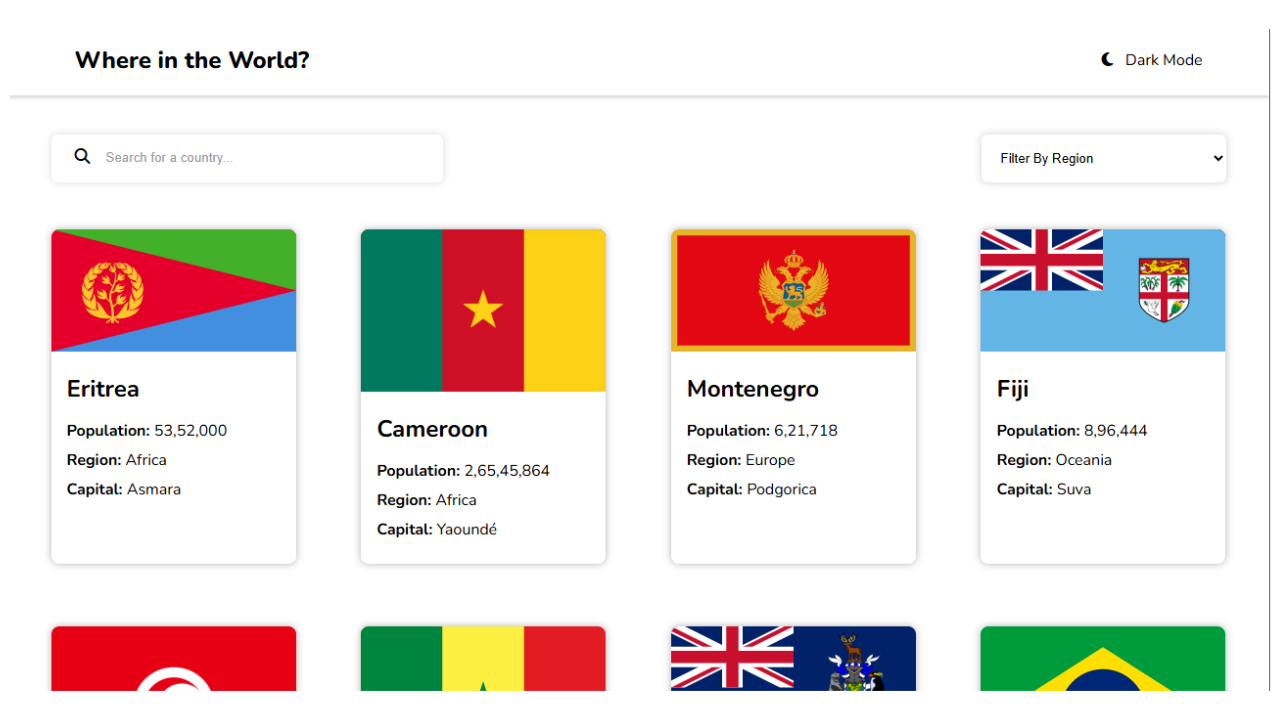 Where in the World?
Dark Mode
Search for a country...
Filter By Region
Eritrea
Population: 53,52,000
Region: Africa
Capital: Asmara
Cameroon
Population: 2,65,45,864
Region: Africa
Capital: Yaoundé
Montenegro
Population: 6,21,718
Region: Europe
Capital: Podgorica
Fiji
Population: 8,96,444
Region: Oceania
Capital: Suva